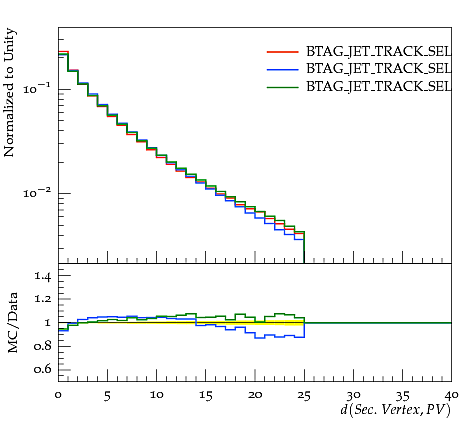 Normalized to Unity
BTAG_JET_TRACK_SEL
BTAG_JET_TRACK_SEL
BTAG_JET_TRACK_SEL
10⁻¹
10⁻²
MC/Data
1.4
1.2
1
0.8
0.6
0 5 10 15 20 25 30 35 40
d(Sec. Vertex, PV)